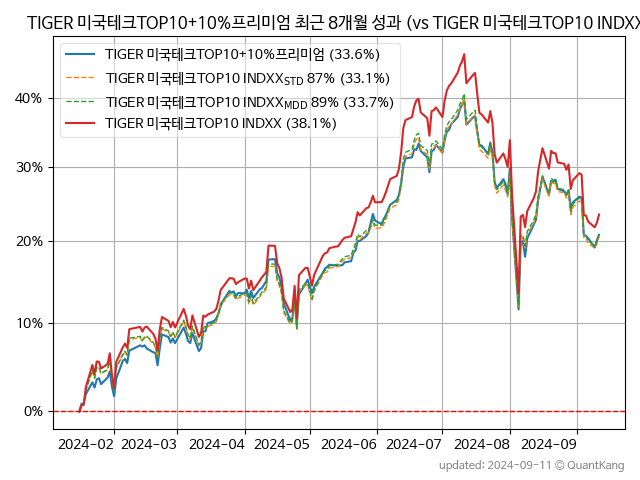 TIGER 미국테크TOP10+10%프리미엄 최근 8개월 성과 (vs TIGER 미국테크TOP10 INDXX
TIGER 미국테크TOP10+10%프리미엄 (33.6%)
TIGER 미국테크TOP10 INDXX_STD 87% (33.1%)
TIGER 미국테크TOP10 INDXX_MDD 89% (33.7%)
TIGER 미국테크TOP10 INDXX (38.1%)
40%
30%
20%
10%
0%
2024-02 2024-03 2024-04 2024-05 2024-06 2024-07 2024-08 2024-09
updated: 2024-09-11 © QuantKang